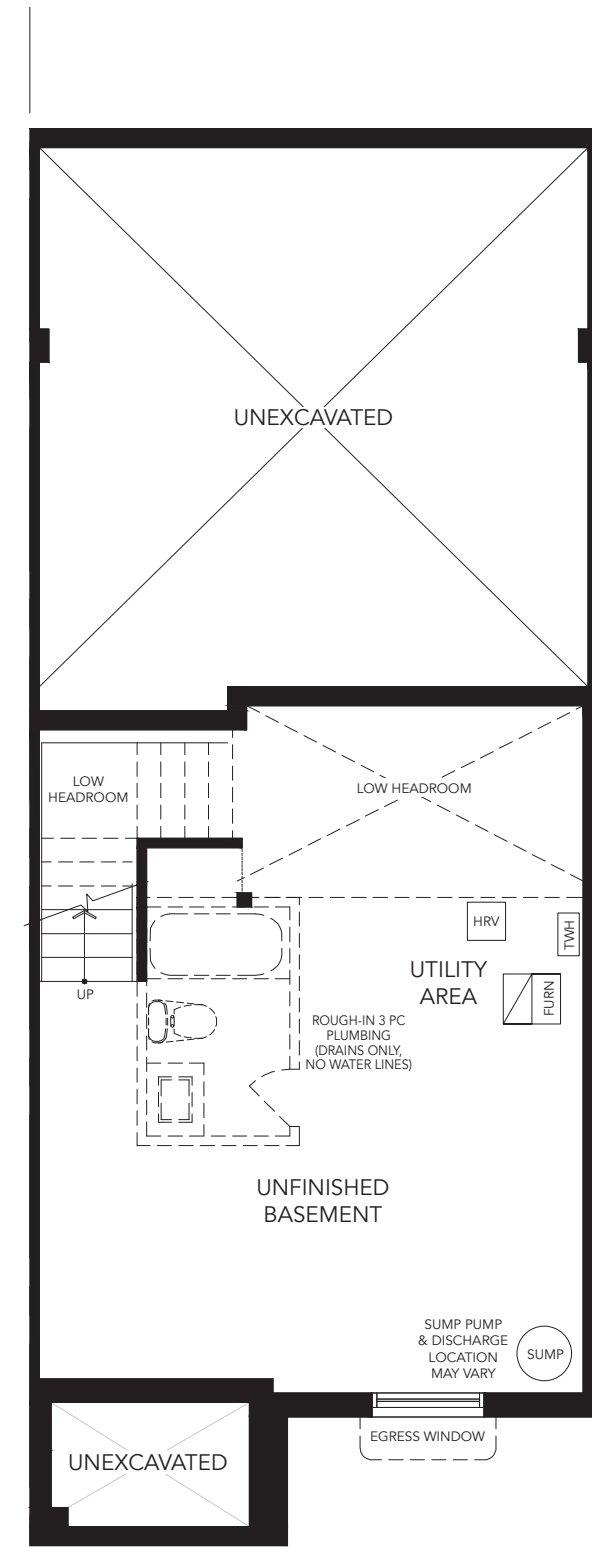 UNEXCAVATED
LOW
HEADROOM
LOW HEADROOM
HRV
TWH
UTILITY
AREA
FURN
UP
ROUGH-IN 3 PC
PLUMBING
(DRAINS ONLY,
NO WATER LINES)
UNFINISHED
BASEMENT
SUMP PUMP
& DISCHARGE
LOCATION
MAY VARY
SUMP
EGRESS WINDOW
UNEXCAVATED